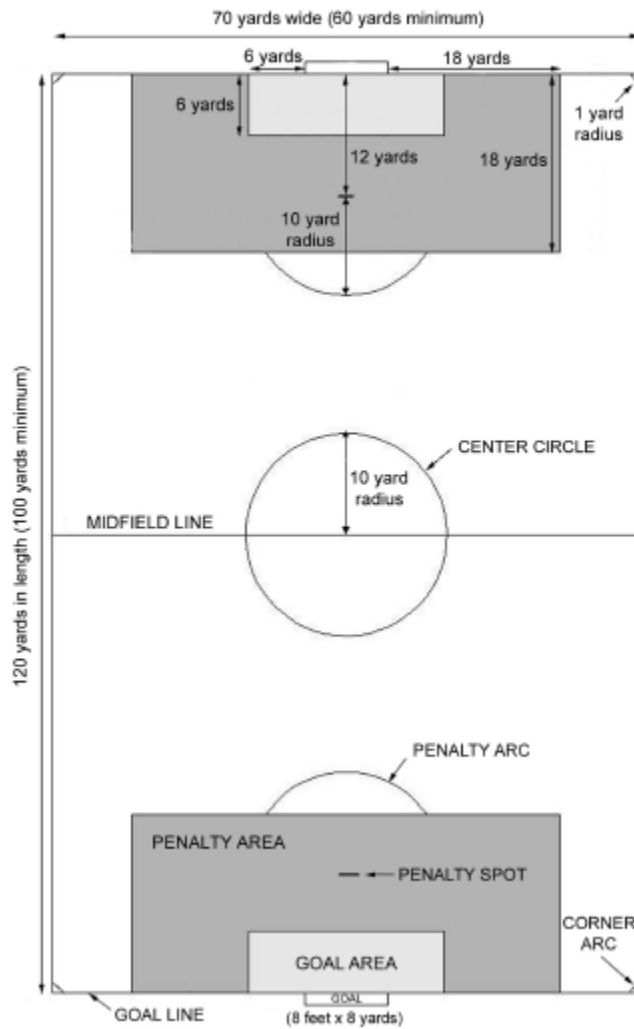 70 yards wide (60 yards minimum)
6 yards
18 yards
6 yards
1 yard
radius
12 yards
18 yards
10 yard
radius
120 yards in length (100 yards minimum)
CENTER CIRCLE
10 yard
radius
MIDFIELD LINE
PENALTY ARC
PENALTY AREA
PENALTY SPOT
CORNER
ARC
GOAL AREA
GOAL
GOAL LINE
(8 feet x 8 yards)